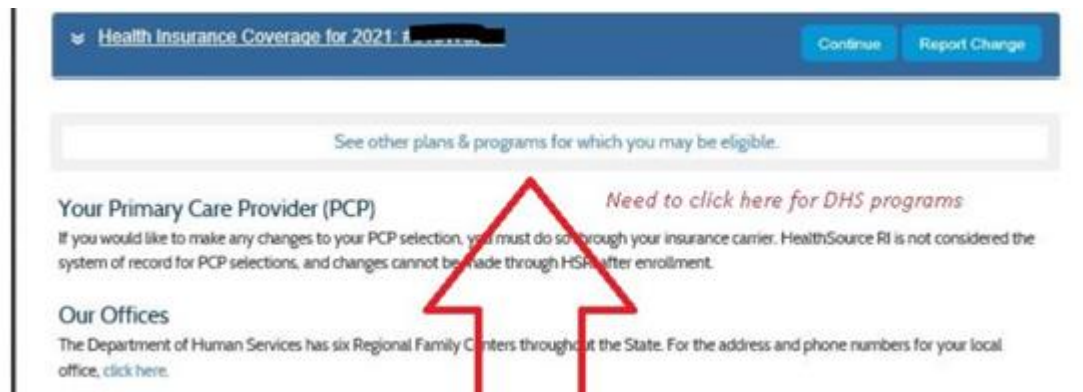 Health Insurance Coverage for 2021: #
Continue
Report Change
See other plans & programs for which you may be eligible.
Need to click here for DHS programs
Your Primary Care Provider (PCP)
If you would like to make any changes to your PCP selection, you must do so through your insurance carrier. HealthSource RI is not considered the
system of record for PCP selections, and changes cannot be made through HSRI after enrollment.
Our Offices
The Department of Human Services has six Regional Family Centers throughout the State. For the address and phone numbers for your local
office, click here.